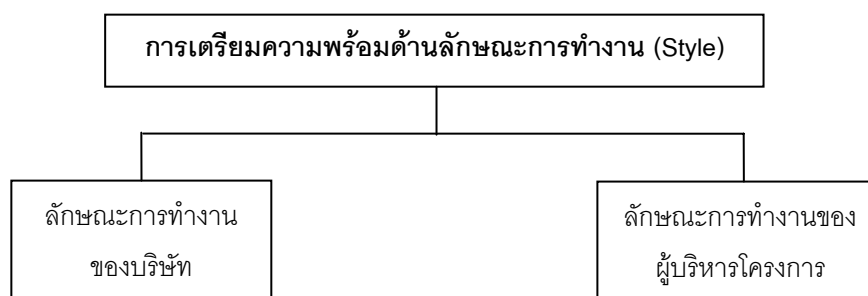 การเตรียมความพร้อมด้านลักษณะการทำงาน (Style)
ลักษณะการทำงาน
ของบริษัท
ลักษณะการทำงานของ
ผู้บริหารโครงการ